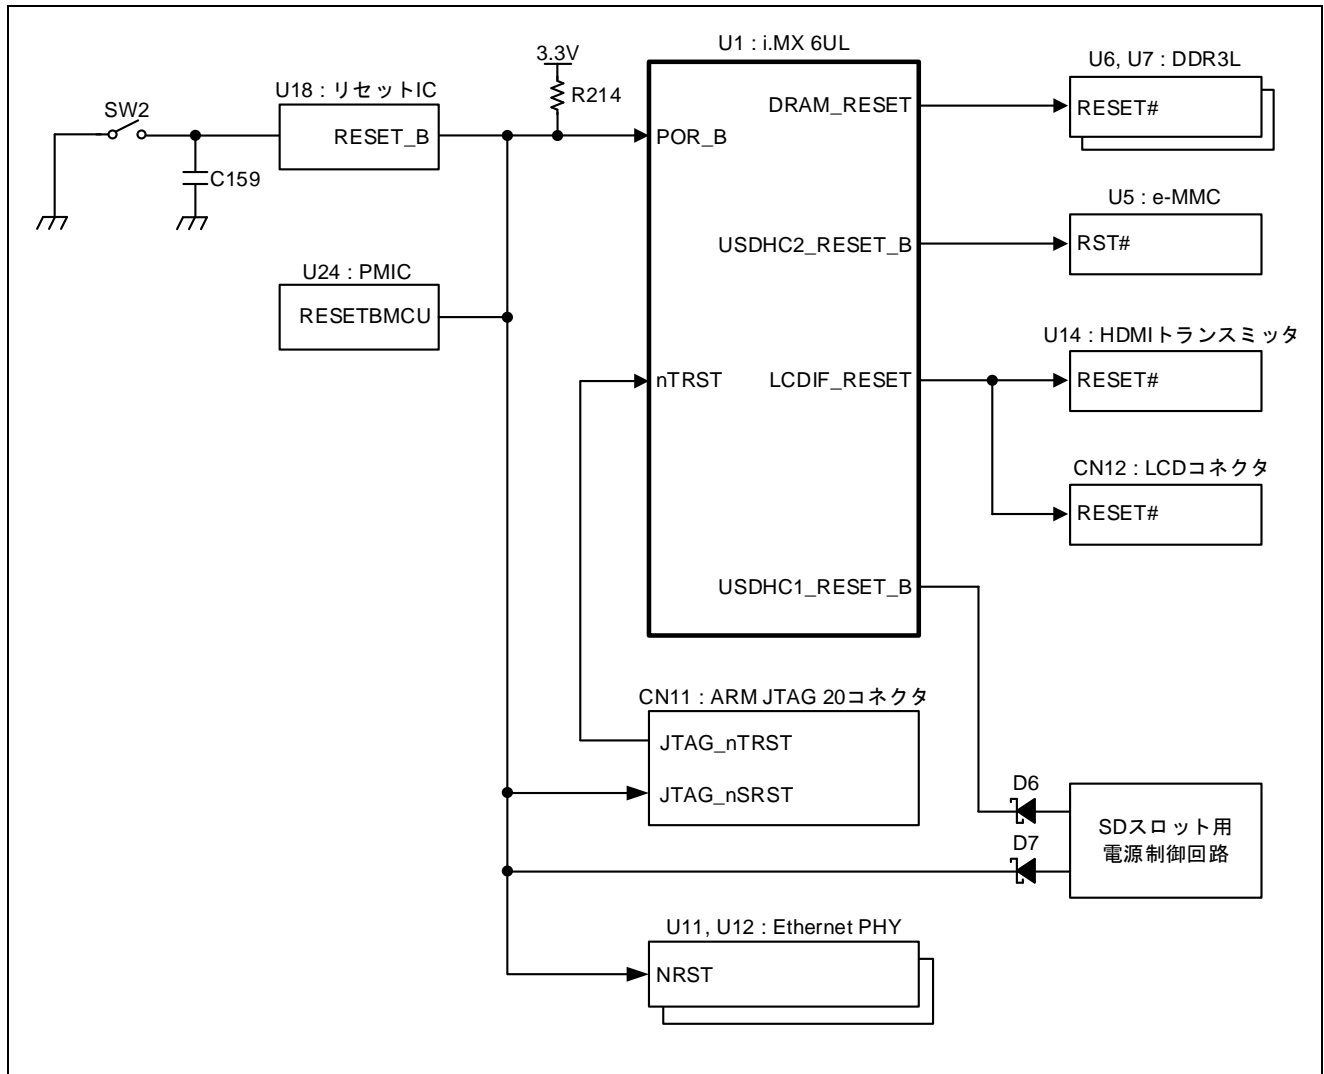 U1 : i.MX 6UL
3.3V
R214
U18 : リセットIC
SW2
RESET_B
C159
POR_B
DRAM_RESET
U6, U7 : DDR3L
RESET#
U5 : e-MMC
USDHC2_RESET_B
RST#
U24 : PMIC
RESETBMCU
U14 : HDMIトランスミッタ
nTRST
LCDIF_RESET
RESET#
CN12 : LCDコネクタ
RESET#
USDHC1_RESET_B
CN11 : ARM JTAG 20コネクタ
JTAG_nTRST
JTAG_nSRST
D6
D7
SDスロット用
電源制御回路
U11, U12 : Ethernet PHY
NRST